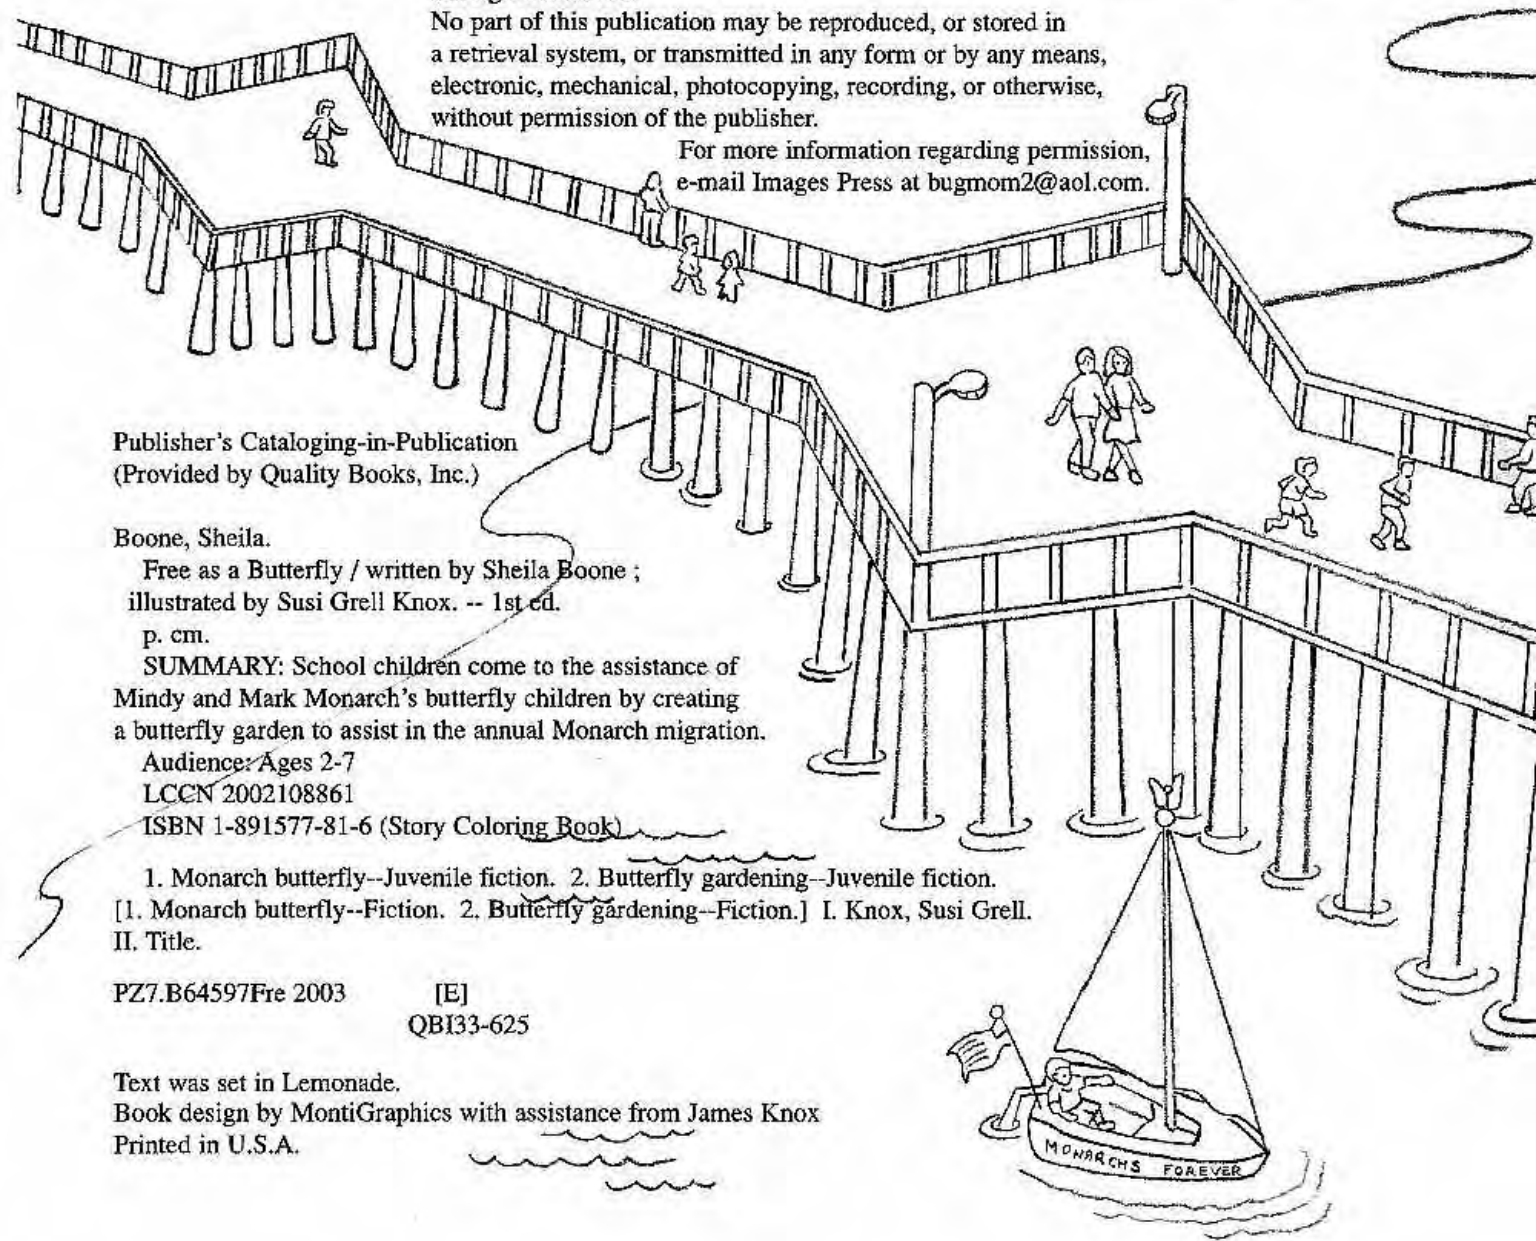 No part of this publication may be reproduced, or stored in
a retrieval system, or transmitted in any form or by any means,
electronic, mechanical, photocopying, recording, or otherwise,
without permission of the publisher.
For more information regarding permission,
e-mail Images Press at bugmom2@aol.com.
Publisher's Cataloging-in-Publication
(Provided by Quality Books, Inc.)
Boone, Sheila.
Free as a Butterfly / written by Sheila Boone ;
illustrated by Susi Grell Knox. -- 1st ed.
p. cm.
SUMMARY: School children come to the assistance of
Mindy and Mark Monarch's butterfly children by creating
a butterfly garden to assist in the annual Monarch migration.
Audience: Ages 2-7
LCCN 2002108861
ISBN 1-891577-81-6 (Story Coloring Book)
1. Monarch butterfly--Juvenile fiction. 2. Butterfly gardening--Juvenile fiction.
[1. Monarch butterfly--Fiction. 2. Butterfly gardening--Fiction.] I. Knox, Susi Grell.
II. Title.
PZ7.B64597Fre 2003 [E]
QBI33-625
Text was set in Lemonade.
Book design by MontiGraphics with assistance from James Knox
Printed in U.S.A.
MONARCHS FOREVER